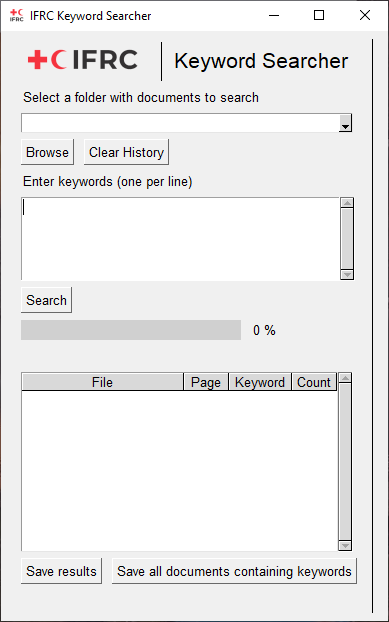 IFRC Keyword Searcher
IFRC Keyword Searcher
Select a folder with documents to search
Browse Clear History
Enter keywords (one per line)
Search
0 %
File Page Keyword Count
Save results Save all documents containing keywords